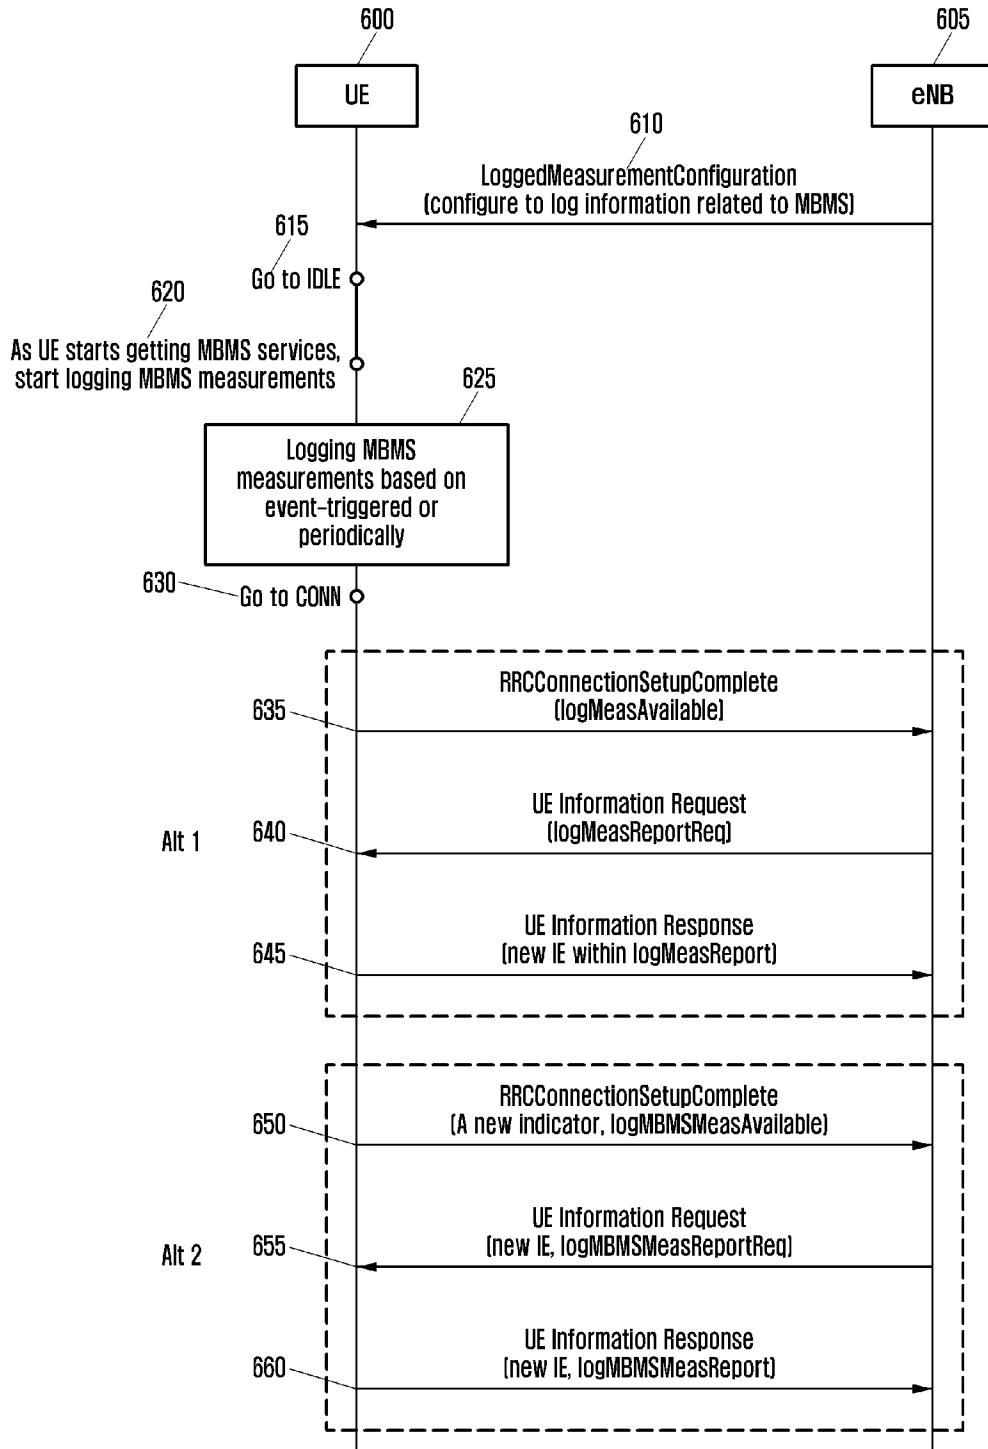 600
605
UE
eNB
610
LoggedMeasurementConfiguration
(configure to log information related to MBMS)
615
Go to IDLE
620
As UE starts getting MBMS services,
start logging MBMS measurements
625
Logging MBMS
measurements based on
event-triggered or
periodically
630
Go to CONN
RRCConnectionSetupComplete
(logMeasAvailable)
635
UE Information Request
(logMeasReportReq)
640
Alt 1
UE Information Response
(new IE within logMeasReport)
645
RRCConnectionSetupComplete
(A new indicator, logMBMSMeasAvailable)
650
UE Information Request
(new IE, logMBMSMeasReportReq)
655
Alt 2
UE Information Response
(new IE, logMBMSMeasReport)
660